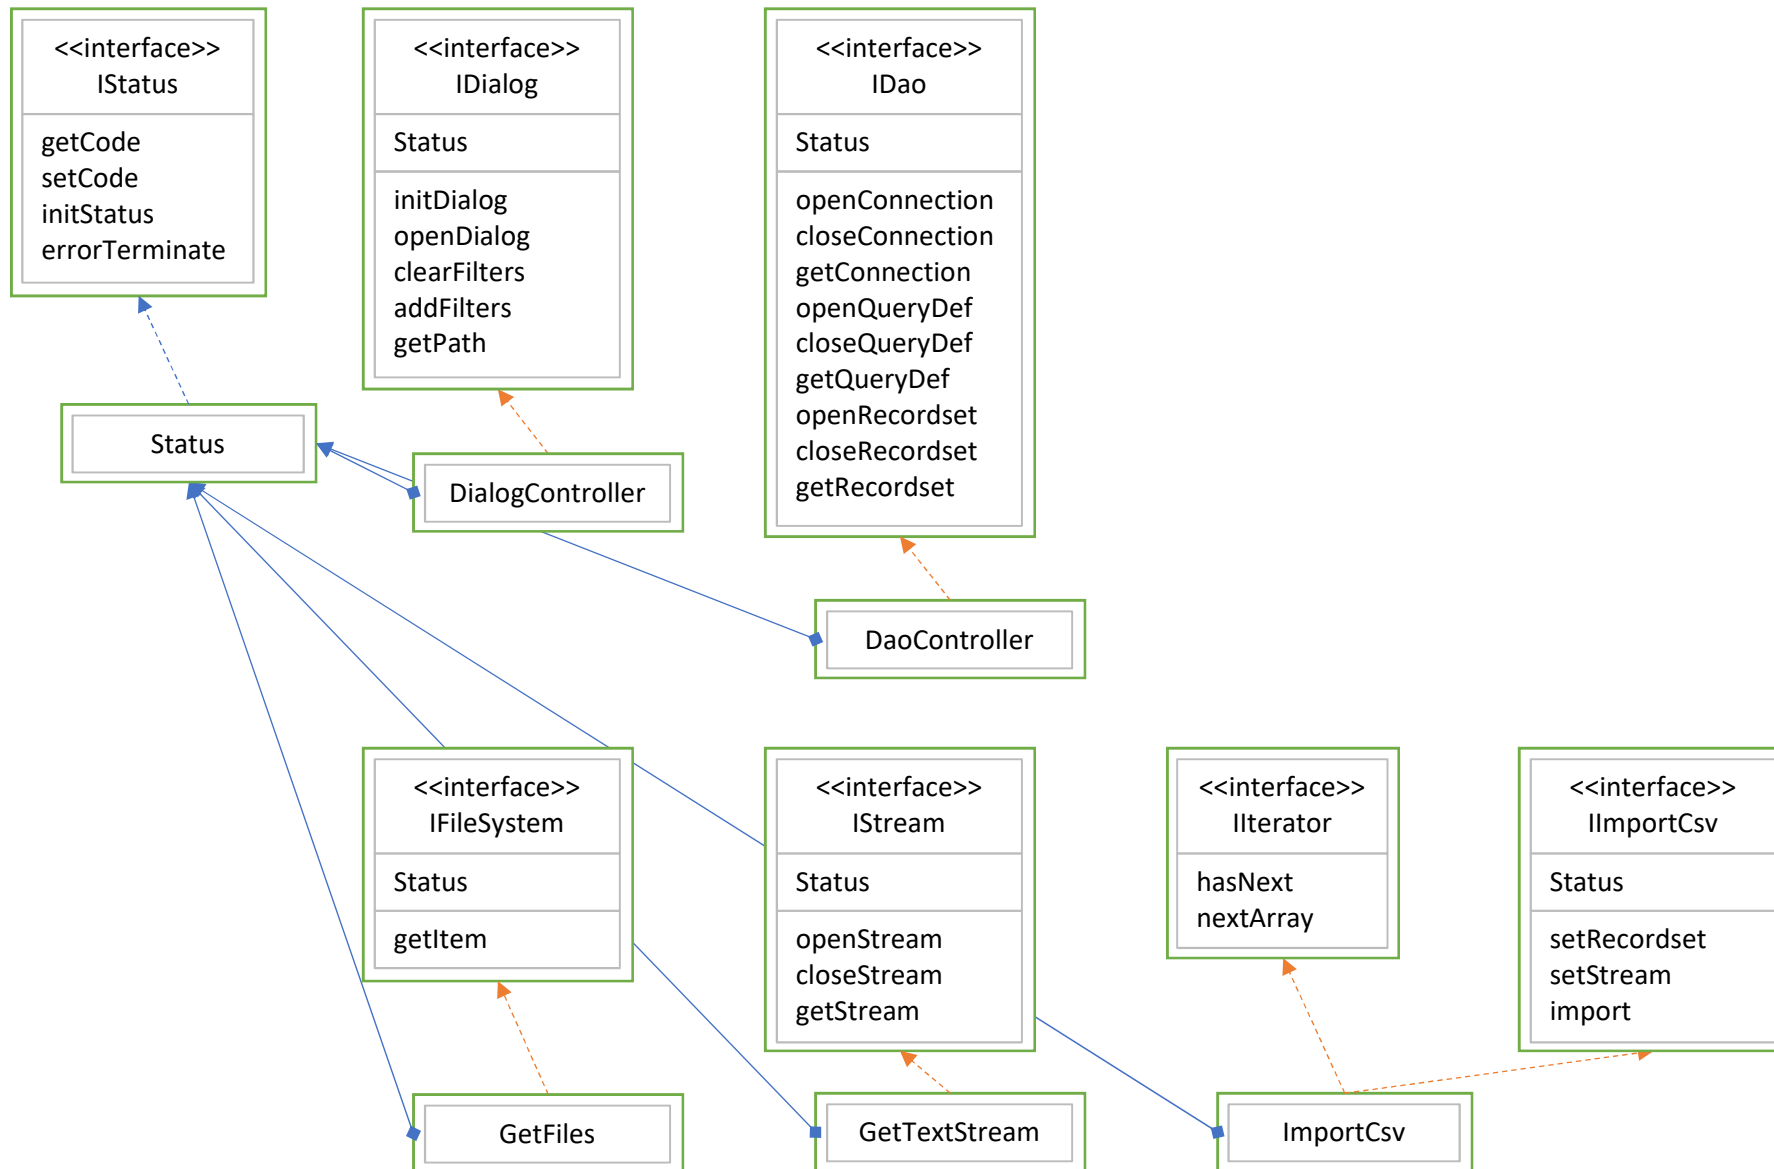 <<interface>>
IStatus
getCode
setCode
initStatus
errorTerminate
<<interface>>
IDialog
Status
initDialog
openDialog
clearFilters
addFilters
getPath
<<interface>>
IDao
Status
openConnection
closeConnection
getConnection
openQueryDef
closeQueryDef
getQueryDef
openRecordset
closeRecordset
getRecordset
Status
DialogController
DaoController
<<interface>>
IFileSystem
Status
getItem
<<interface>>
IStream
Status
openStream
closeStream
getStream
<<interface>>
IIterator
hasNext
nextArray
<<interface>>
IImportCsv
Status
setRecordset
setStream
import
GetFiles
GetTextStream
ImportCsv